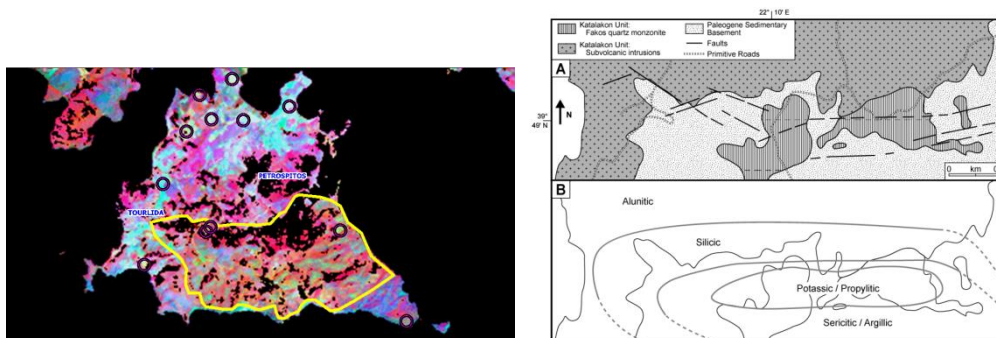 PETROSPITOS
TOURLIDA
22° 10' E
Katalakon Unit:
Fakos quartz monzonite
Katalakon Unit:
Subvolcanic intrusions
Paleogene Sedimentary
Basement
Faults
Primitive Roads
A
N
39°
49' N
0 km
B
Alunitic
Silicic
Potassic / Propylitic
Sericitic / Argillic